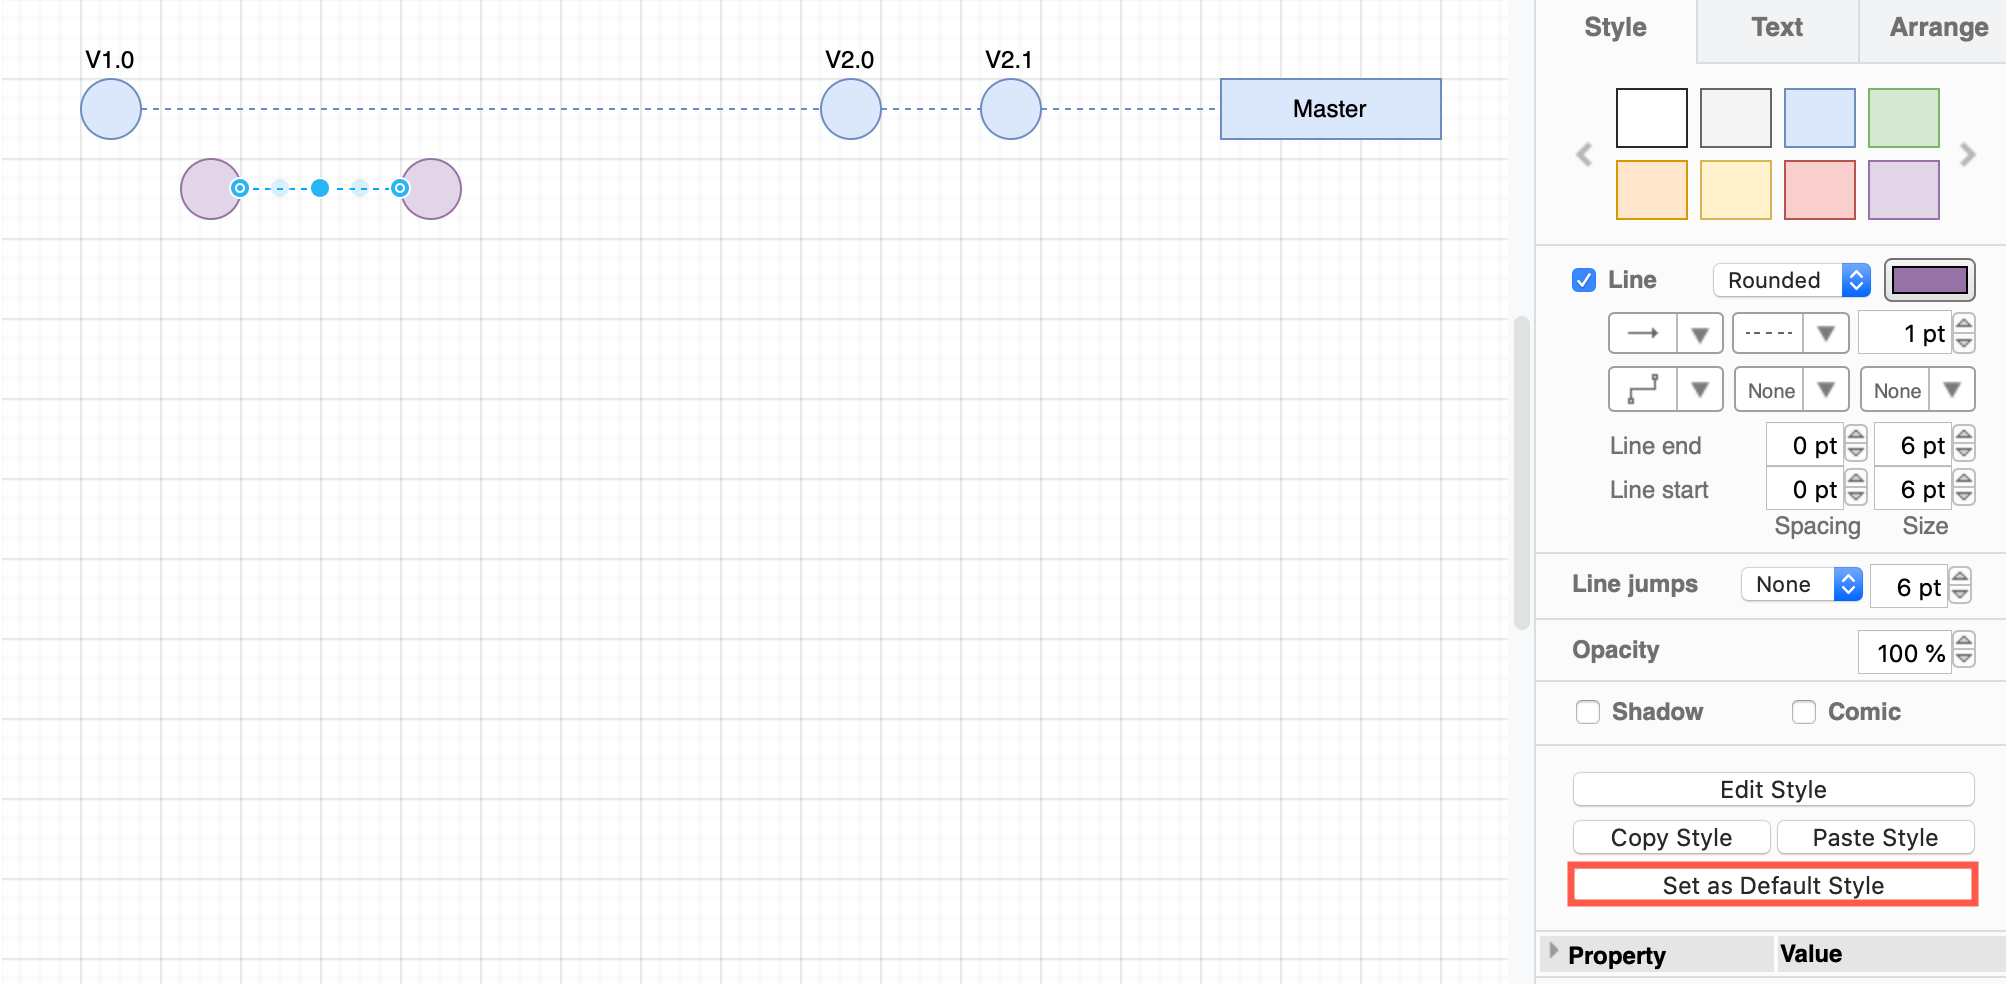 V1.0
V2.0
V2.1
Master
Style
Text
Arrange
Line
Rounded
1 pt
None
None
Line end
0 pt
6 pt
Line start
0 pt
6 pt
Spacing
Size
Line jumps
None
6 pt
Opacity
100 %
Shadow
Comic
Edit Style
Copy Style
Paste Style
Set as Default Style
Property
Value